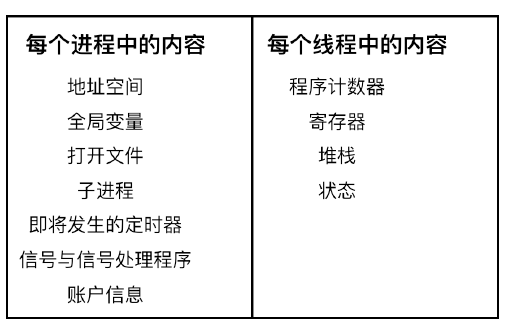 每个进程中的内容
地址空间
全局变量
打开文件
子进程
即将发生的定时器
信号与信号处理程序
账户信息
每个线程中的内容
程序计数器
寄存器
堆栈
状态